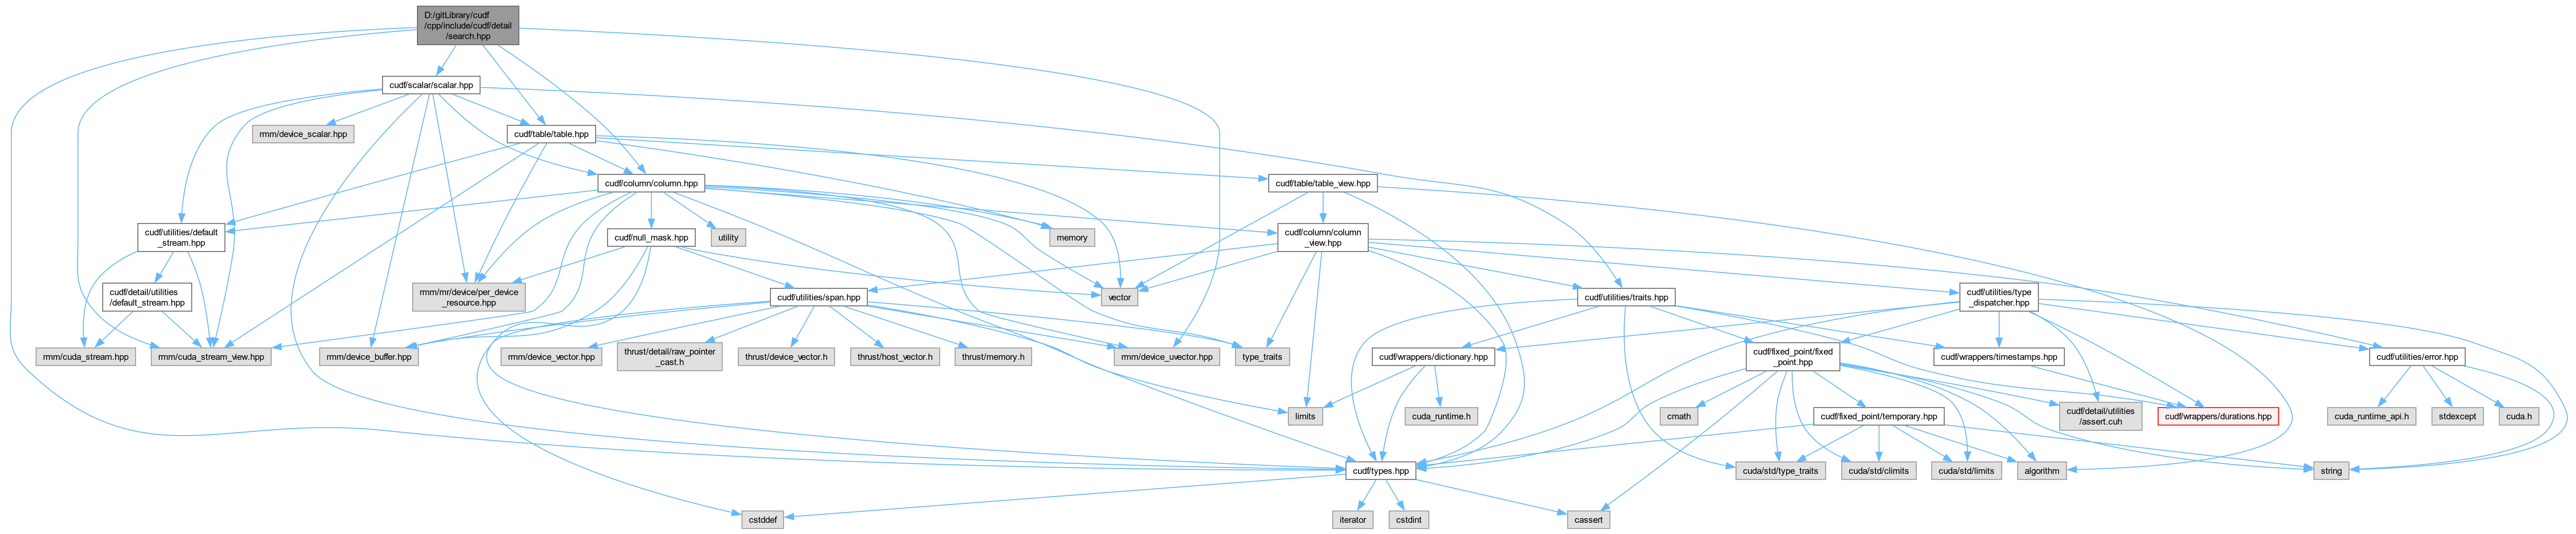 D:/gitLibrary/cudf
/cpp/include/cudf/detail
/search.hpp
cudf/scalar/scalar.hpp
rmm/device_scalar.hpp
cudf/table/table.hpp
cudf/column/column.hpp
cudf/table/table_view.hpp
cudf/utilities/default
_stream.hpp
cudf/null_mask.hpp
utility
memory
cudf/column/column
_view.hpp
cudf/detail/utilities
/default_stream.hpp
rmm/mr/device/per_device
_resource.hpp
cudf/utilities/span.hpp
vector
cudf/utilities/traits.hpp
cudf/utilities/type
_dispatcher.hpp
rmm/cuda_stream.hpp
rmm/cuda_stream_view.hpp
rmm/device_buffer.hpp
rmm/device_vector.hpp
thrust/detail/raw_pointer
_cast.h
thrust/device_vector.h
thrust/host_vector.h
thrust/memory.h
rmm/device_uvector.hpp
type_traits
cudf/wrappers/dictionary.hpp
cudf/fixed_point/fixed
_point.hpp
cudf/wrappers/timestamps.hpp
cudf/utilities/error.hpp
limits
cuda_runtime.h
cmath
cudf/fixed_point/temporary.hpp
cudf/detail/utilities
/assert.cuh
cudf/wrappers/durations.hpp
cuda_runtime_api.h
stdexcept
cuda.h
cudf/types.hpp
cuda/std/type_traits
cuda/std/climits
cuda/std/limits
algorithm
string
cstddef
iterator
cstdint
cassert